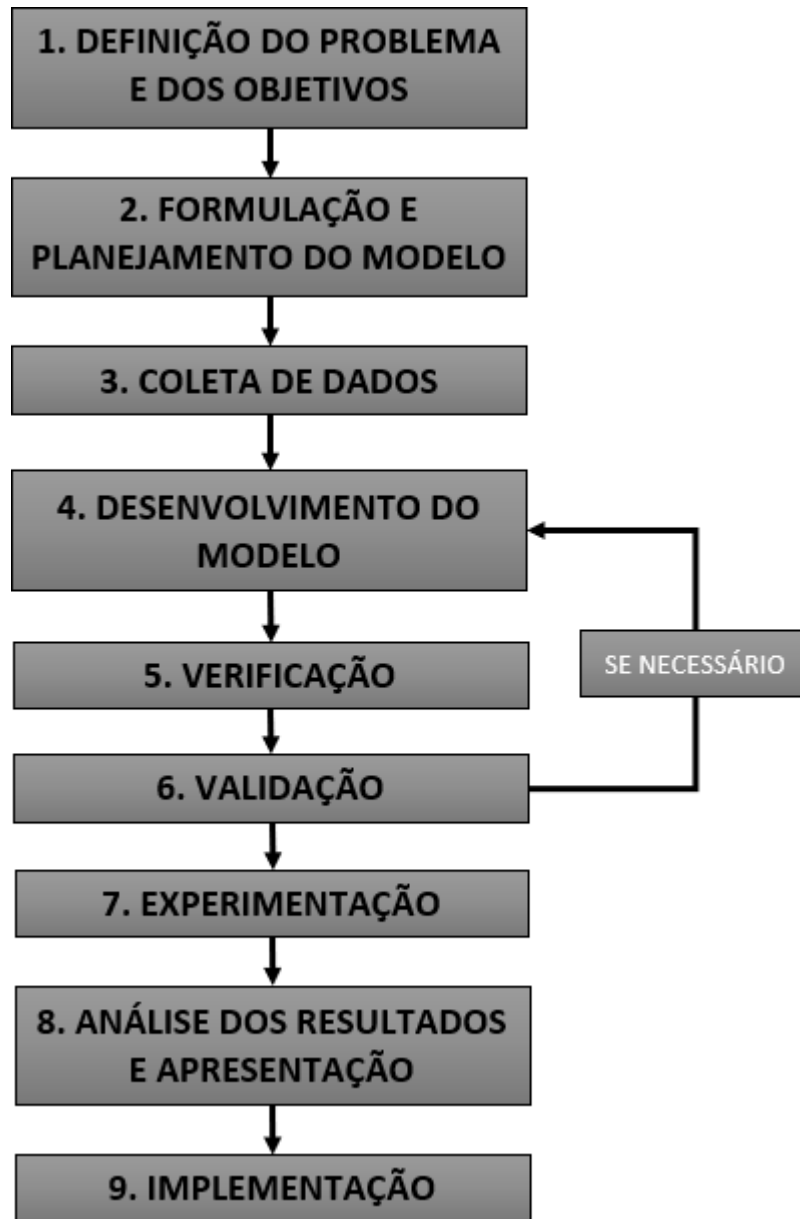 1. DEFINIÇÃO DO PROBLEMA
E DOS OBJETIVOS
2. FORMULAÇÃO E
PLANEJAMENTO DO MODELO
3. COLETA DE DADOS
4. DESENVOLVIMENTO DO
MODELO
5. VERIFICAÇÃO
SE NECESSÁRIO
6. VALIDAÇÃO
7. EXPERIMENTAÇÃO
8. ANÁLISE DOS RESULTADOS
E APRESENTAÇÃO
9. IMPLEMENTAÇÃO